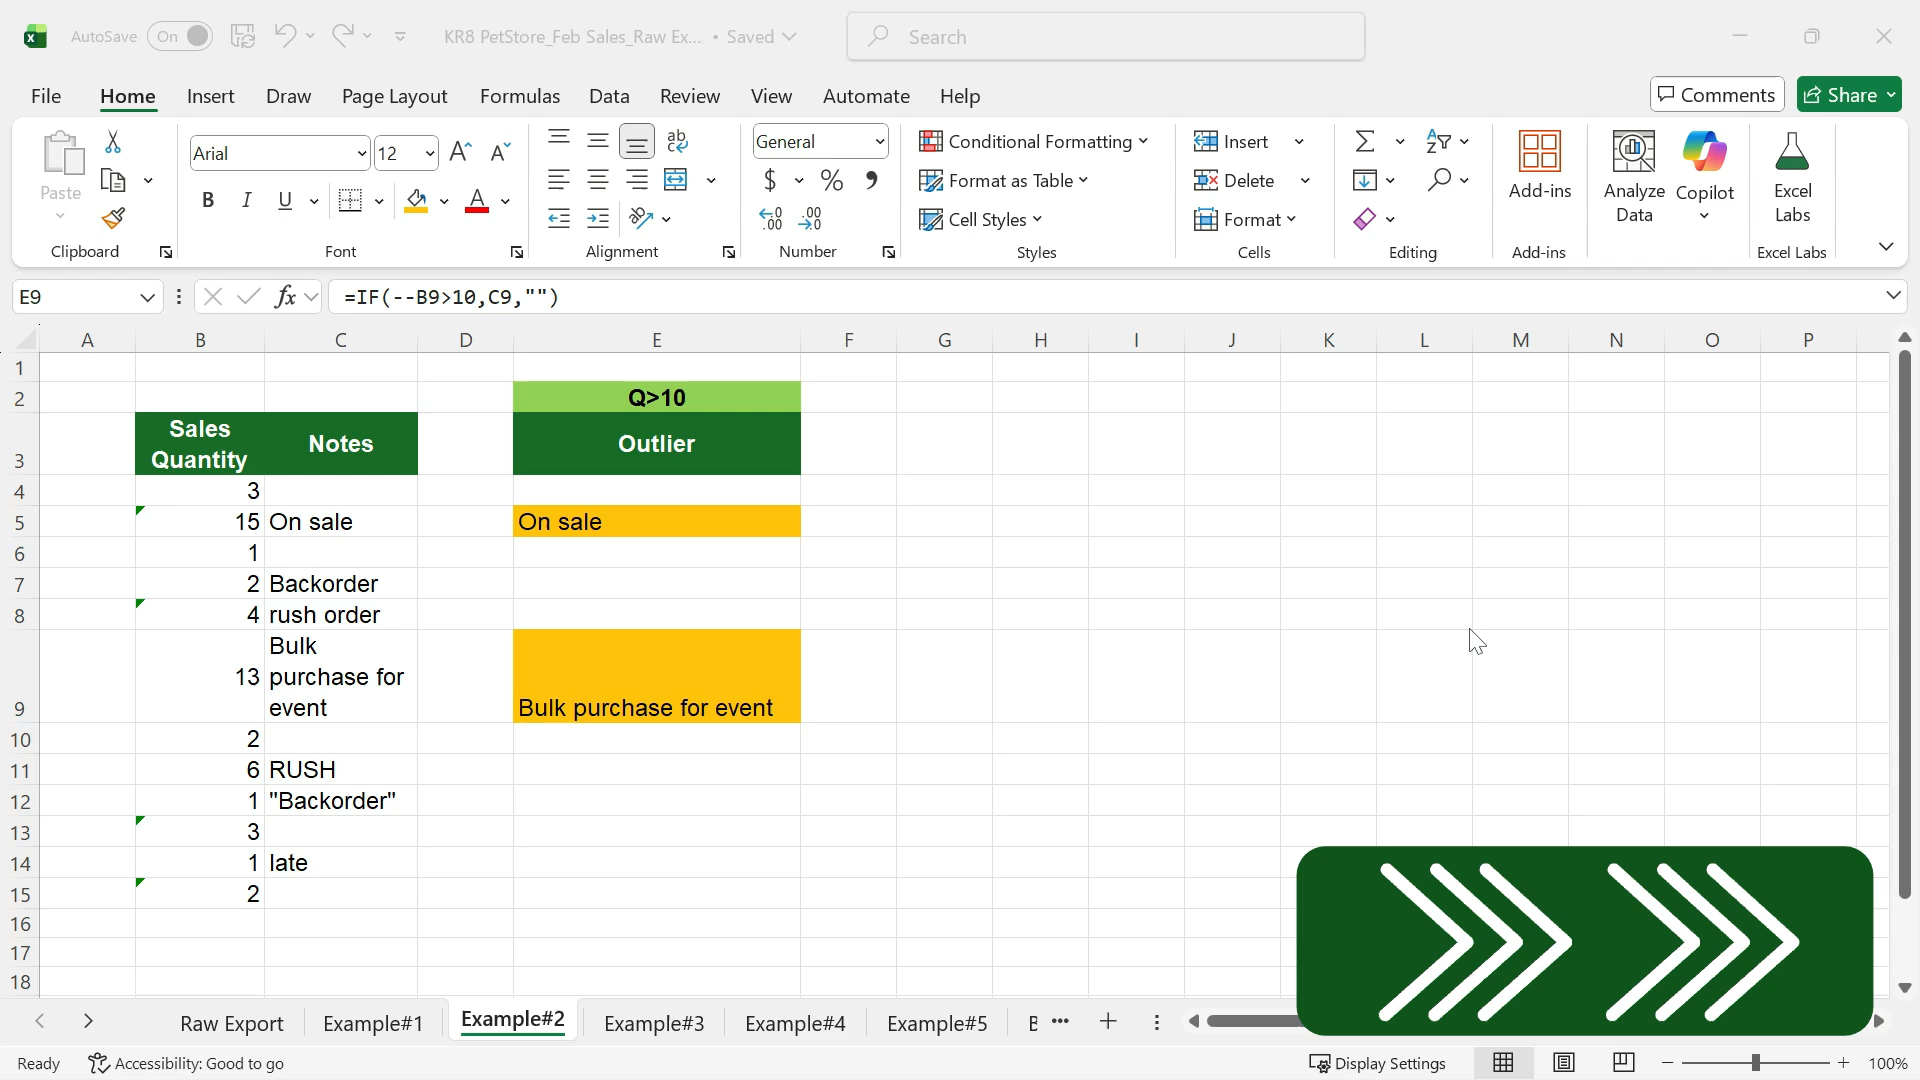 AutoSave On KR8 PetStore_Feb Sales_Raw Ex... • Saved Search
File Home Insert Draw Page Layout Formulas Data Review View Automate Help Comments Share
Paste
Clipboard
Arial 12
B I U
Font
Alignment
General
$ % 9
Number
Conditional Formatting
Format as Table
Cell Styles
Styles
Insert
Delete
Format
Cells
Editing
Add-ins
Add-ins
Analyze
Data
Copilot
Excel
Labs
Excel Labs
E9 fx =IF(--B9>10,C9,"")
A B C D E F G H I J K L M N O P
1
2 Q>10
3 Sales
Quantity Notes Outlier
4 3
5 15 On sale On sale
6 1
7 2 Backorder
8 4 rush order
9 13 Bulk
purchase for
event Bulk purchase for event
10 2
11 6 RUSH
12 1 "Backorder"
13 3
14 1 late
15 2
16
17
18
Raw Export Example#1 Example#2 Example#3 Example#4 Example#5
Ready Accessibility: Good to go Display Settings 100%